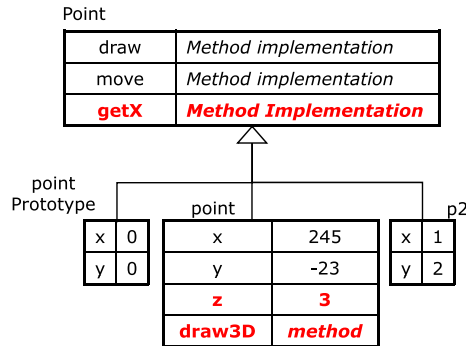 Point
draw Method implementation
move Method implementation
getX Method Implementation
point
Prototype
point
p2
x 0
y 0
x 245
y -23
z 3
draw3D method
x 1
y 2